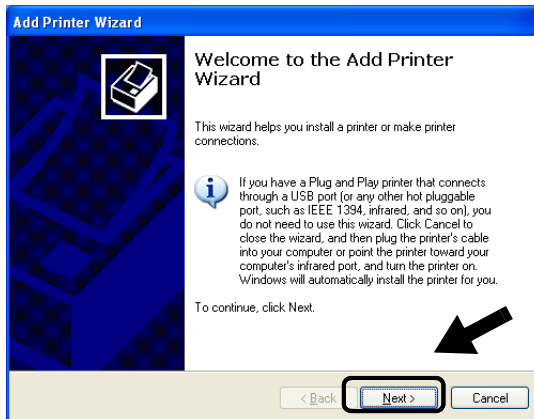 Add Printer Wizard
Welcome to the Add Printer
Wizard
This wizard helps you install a printer or make printer
connections.
If you have a Plug and Play printer that connects
through a USB port (or any other hot pluggable
port, such as IEEE 1394, infrared, and so on), you
do not need to use this wizard. Click Cancel to
close the wizard, and then plug the printer's cable
into your computer or point the printer toward your
computer's infrared port, and turn the printer on.
Windows will automatically install the printer for you.
To continue, click Next.
< Back Next > Cancel